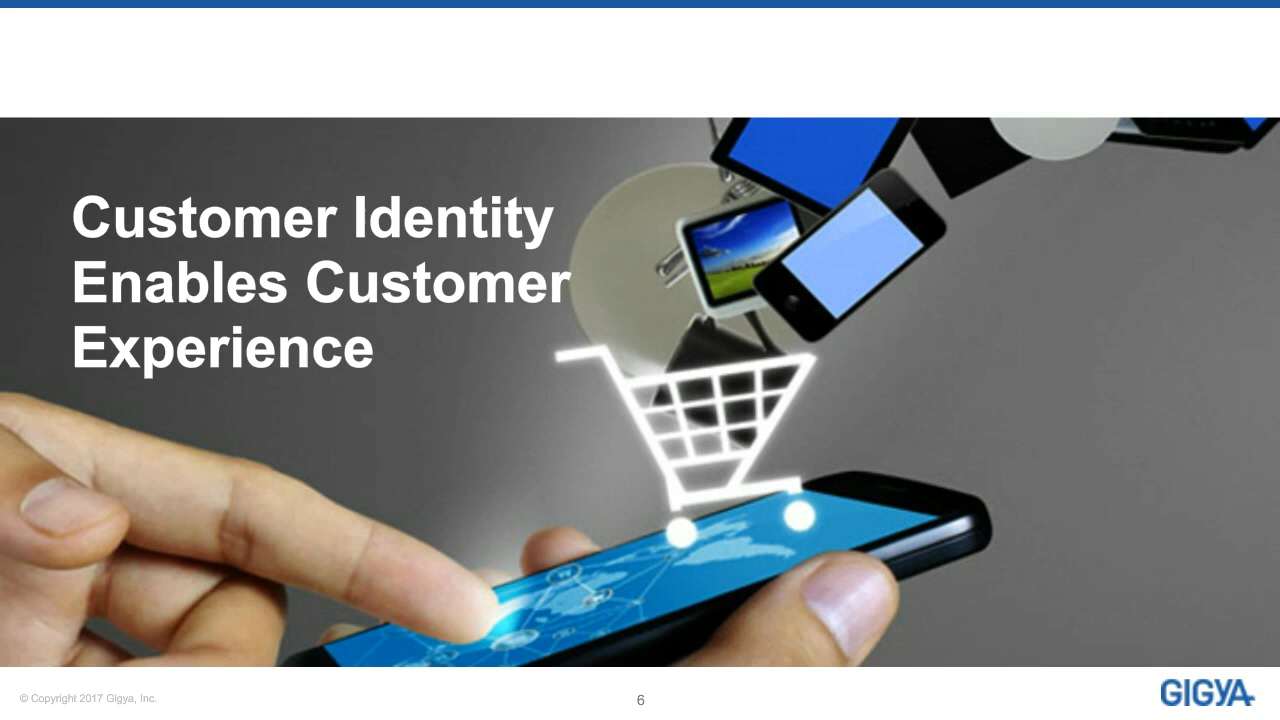 Customer Identity
Enables Customer
Experience
© Copyright 2017 Gigya, Inc.
6
GIGYA